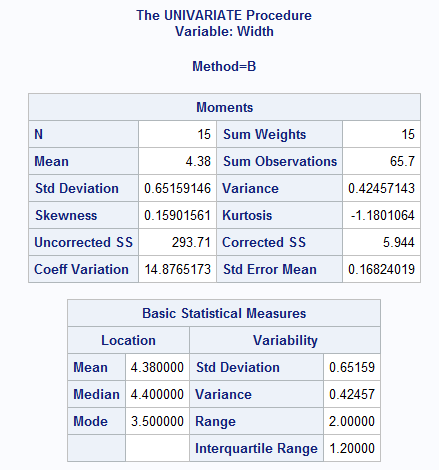 The UNIVARIATE Procedure
Variable: Width
Method=B
Moments
N 15 Sum Weights 15
Mean 4.38 Sum Observations 65.7
Std Deviation 0.65159146 Variance 0.42457143
Skewness 0.15901561 Kurtosis -1.1801064
Uncorrected SS 293.71 Corrected SS 5.944
Coeff Variation 14.8765173 Std Error Mean 0.16824019
Basic Statistical Measures
Location Variability
Mean 4.380000 Std Deviation 0.65159
Median 4.400000 Variance 0.42457
Mode 3.500000 Range 2.00000
Interquartile Range 1.20000